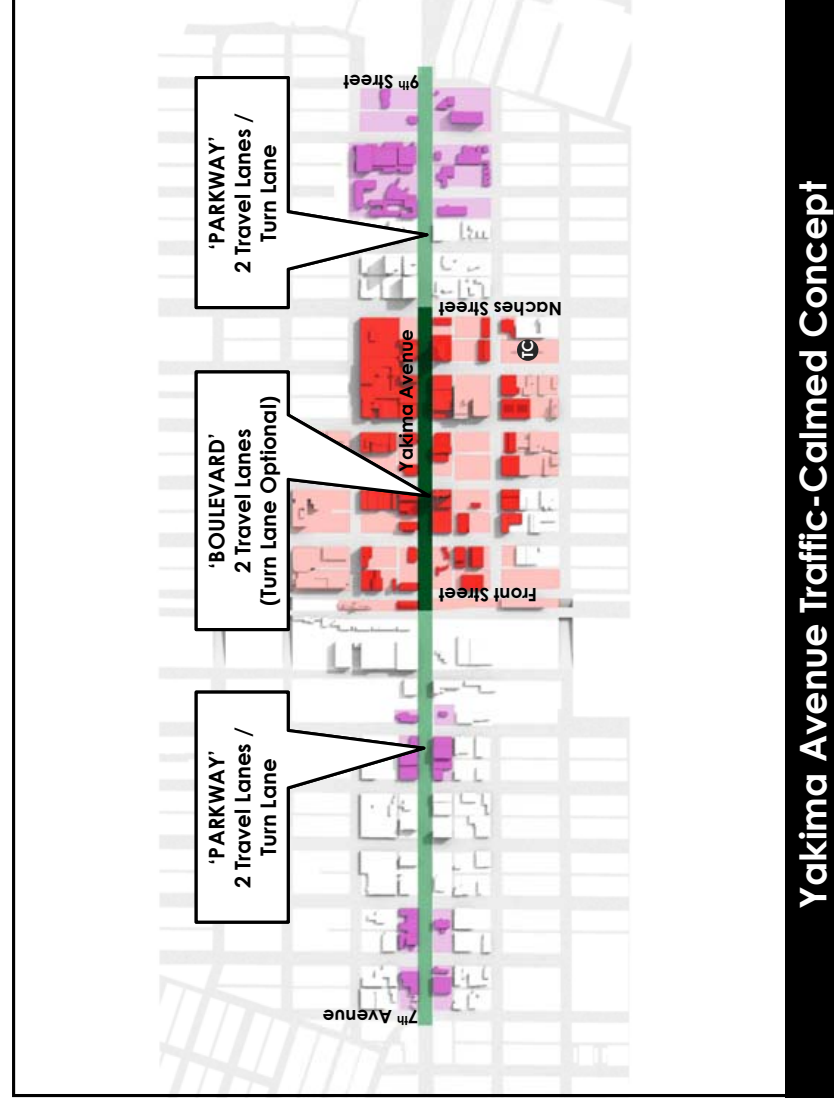 'PARKWAY'
2 Travel Lanes /
Turn Lane
'BOULEVARD'
2 Travel Lanes
(Turn Lane Optional)
'PARKWAY'
2 Travel Lanes /
Turn Lane
7th Avenue
Front Street
Yakima Avenue
Naches Street
TC
9th Street
Yakima Avenue Traffic-Calmed Concept